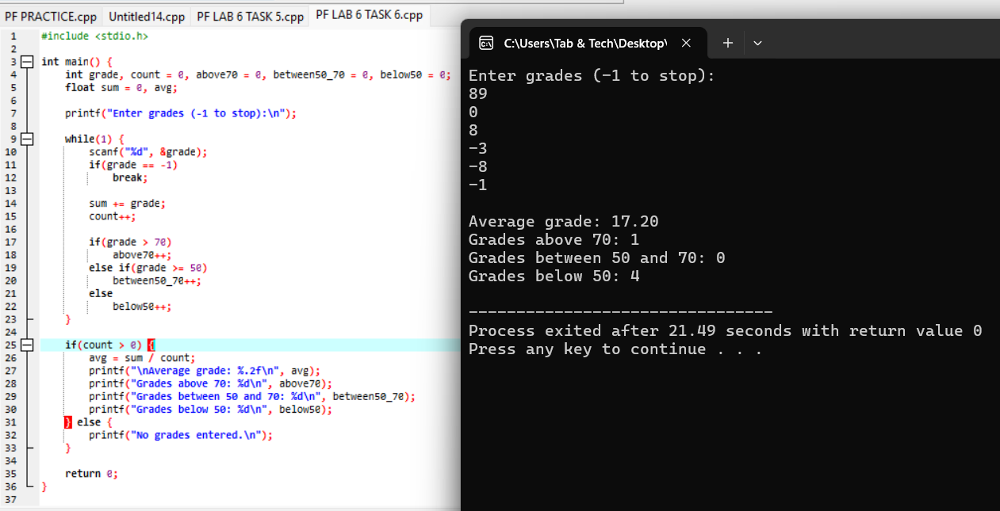 PF PRACTICE.cpp Untitled14.cpp PF LAB 6 TASK 5.cpp PF LAB 6 TASK 6.cpp
1 #include <stdio.h>
2
3 int main() {
4 int grade, count = 0, above70 = 0, between50_70 = 0, below50 = 0;
5 float sum = 0, avg;
6
7 printf("Enter grades (-1 to stop):\n");
8
9 while(1) {
10 scanf("%d", &grade);
11 if(grade == -1)
12 break;
13
14 sum += grade;
15 count++;
16
17 if(grade > 70)
18 above70++;
19 else if(grade >= 50)
20 between50_70++;
21 else
22 below50++;
23 }
24
25 if(count > 0) {
26 avg = sum / count;
27 printf("\nAverage grade: %.2f\n", avg);
28 printf("Grades above 70: %d\n", above70);
29 printf("Grades between 50 and 70: %d\n", between50_70);
30 printf("Grades below 50: %d\n", below50);
31 } else {
32 printf("No grades entered.\n");
33 }
34
35 return 0;
36 }
37
C:\Users\Tab & Tech\Desktop\
Enter grades (-1 to stop):
89
0
8
-3
-8
-1
Average grade: 17.20
Grades above 70: 1
Grades between 50 and 70: 0
Grades below 50: 4
--------------------------------
Process exited after 21.49 seconds with return value 0
Press any key to continue . . .